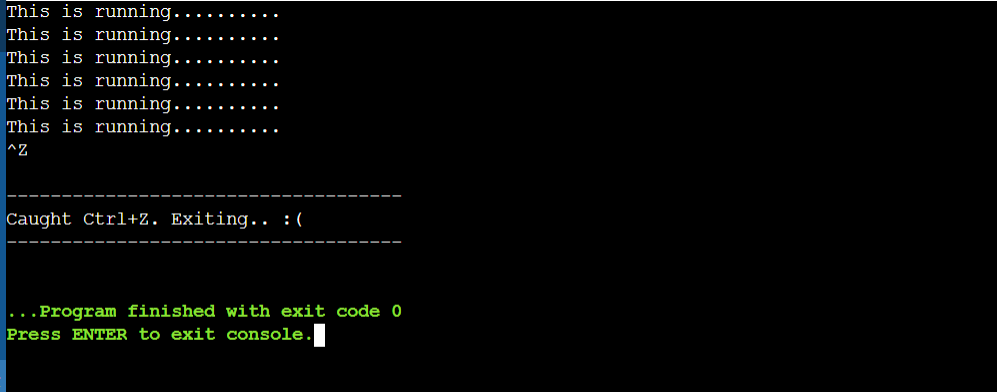 This is running..........
This is running..........
This is running..........
This is running..........
This is running..........
This is running..........
^Z
------------------------------------
Caught Ctrl+Z. Exiting.. :(
------------------------------------
...Program finished with exit code 0
Press ENTER to exit console.